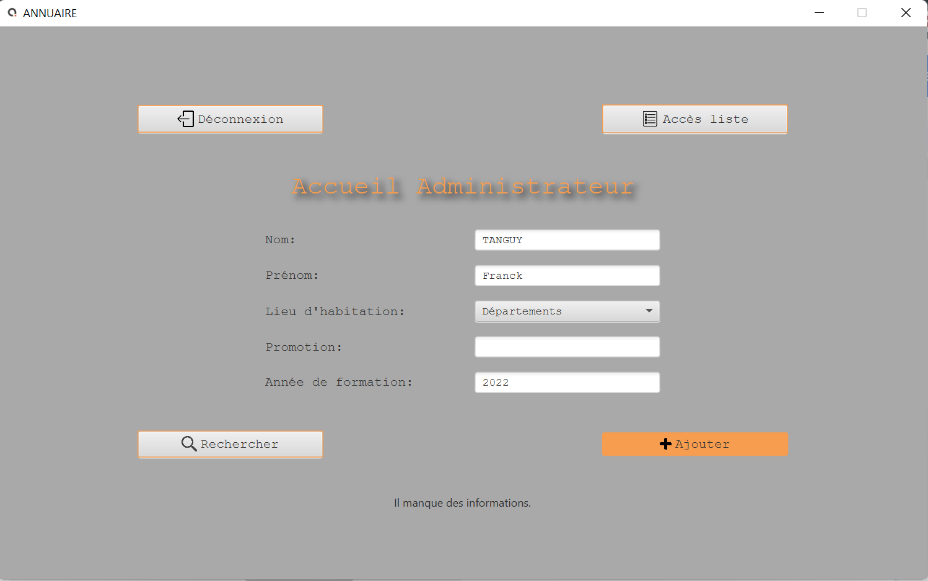 ANNUAIRE
Déconnexion
Accès liste
Accueil Administrateur
Nom: TANGUY
Prénom: Franck
Lieu d'habitation: Départements
Promotion:
Année de formation: 2022
Rechercher
Ajouter
Il manque des informations.